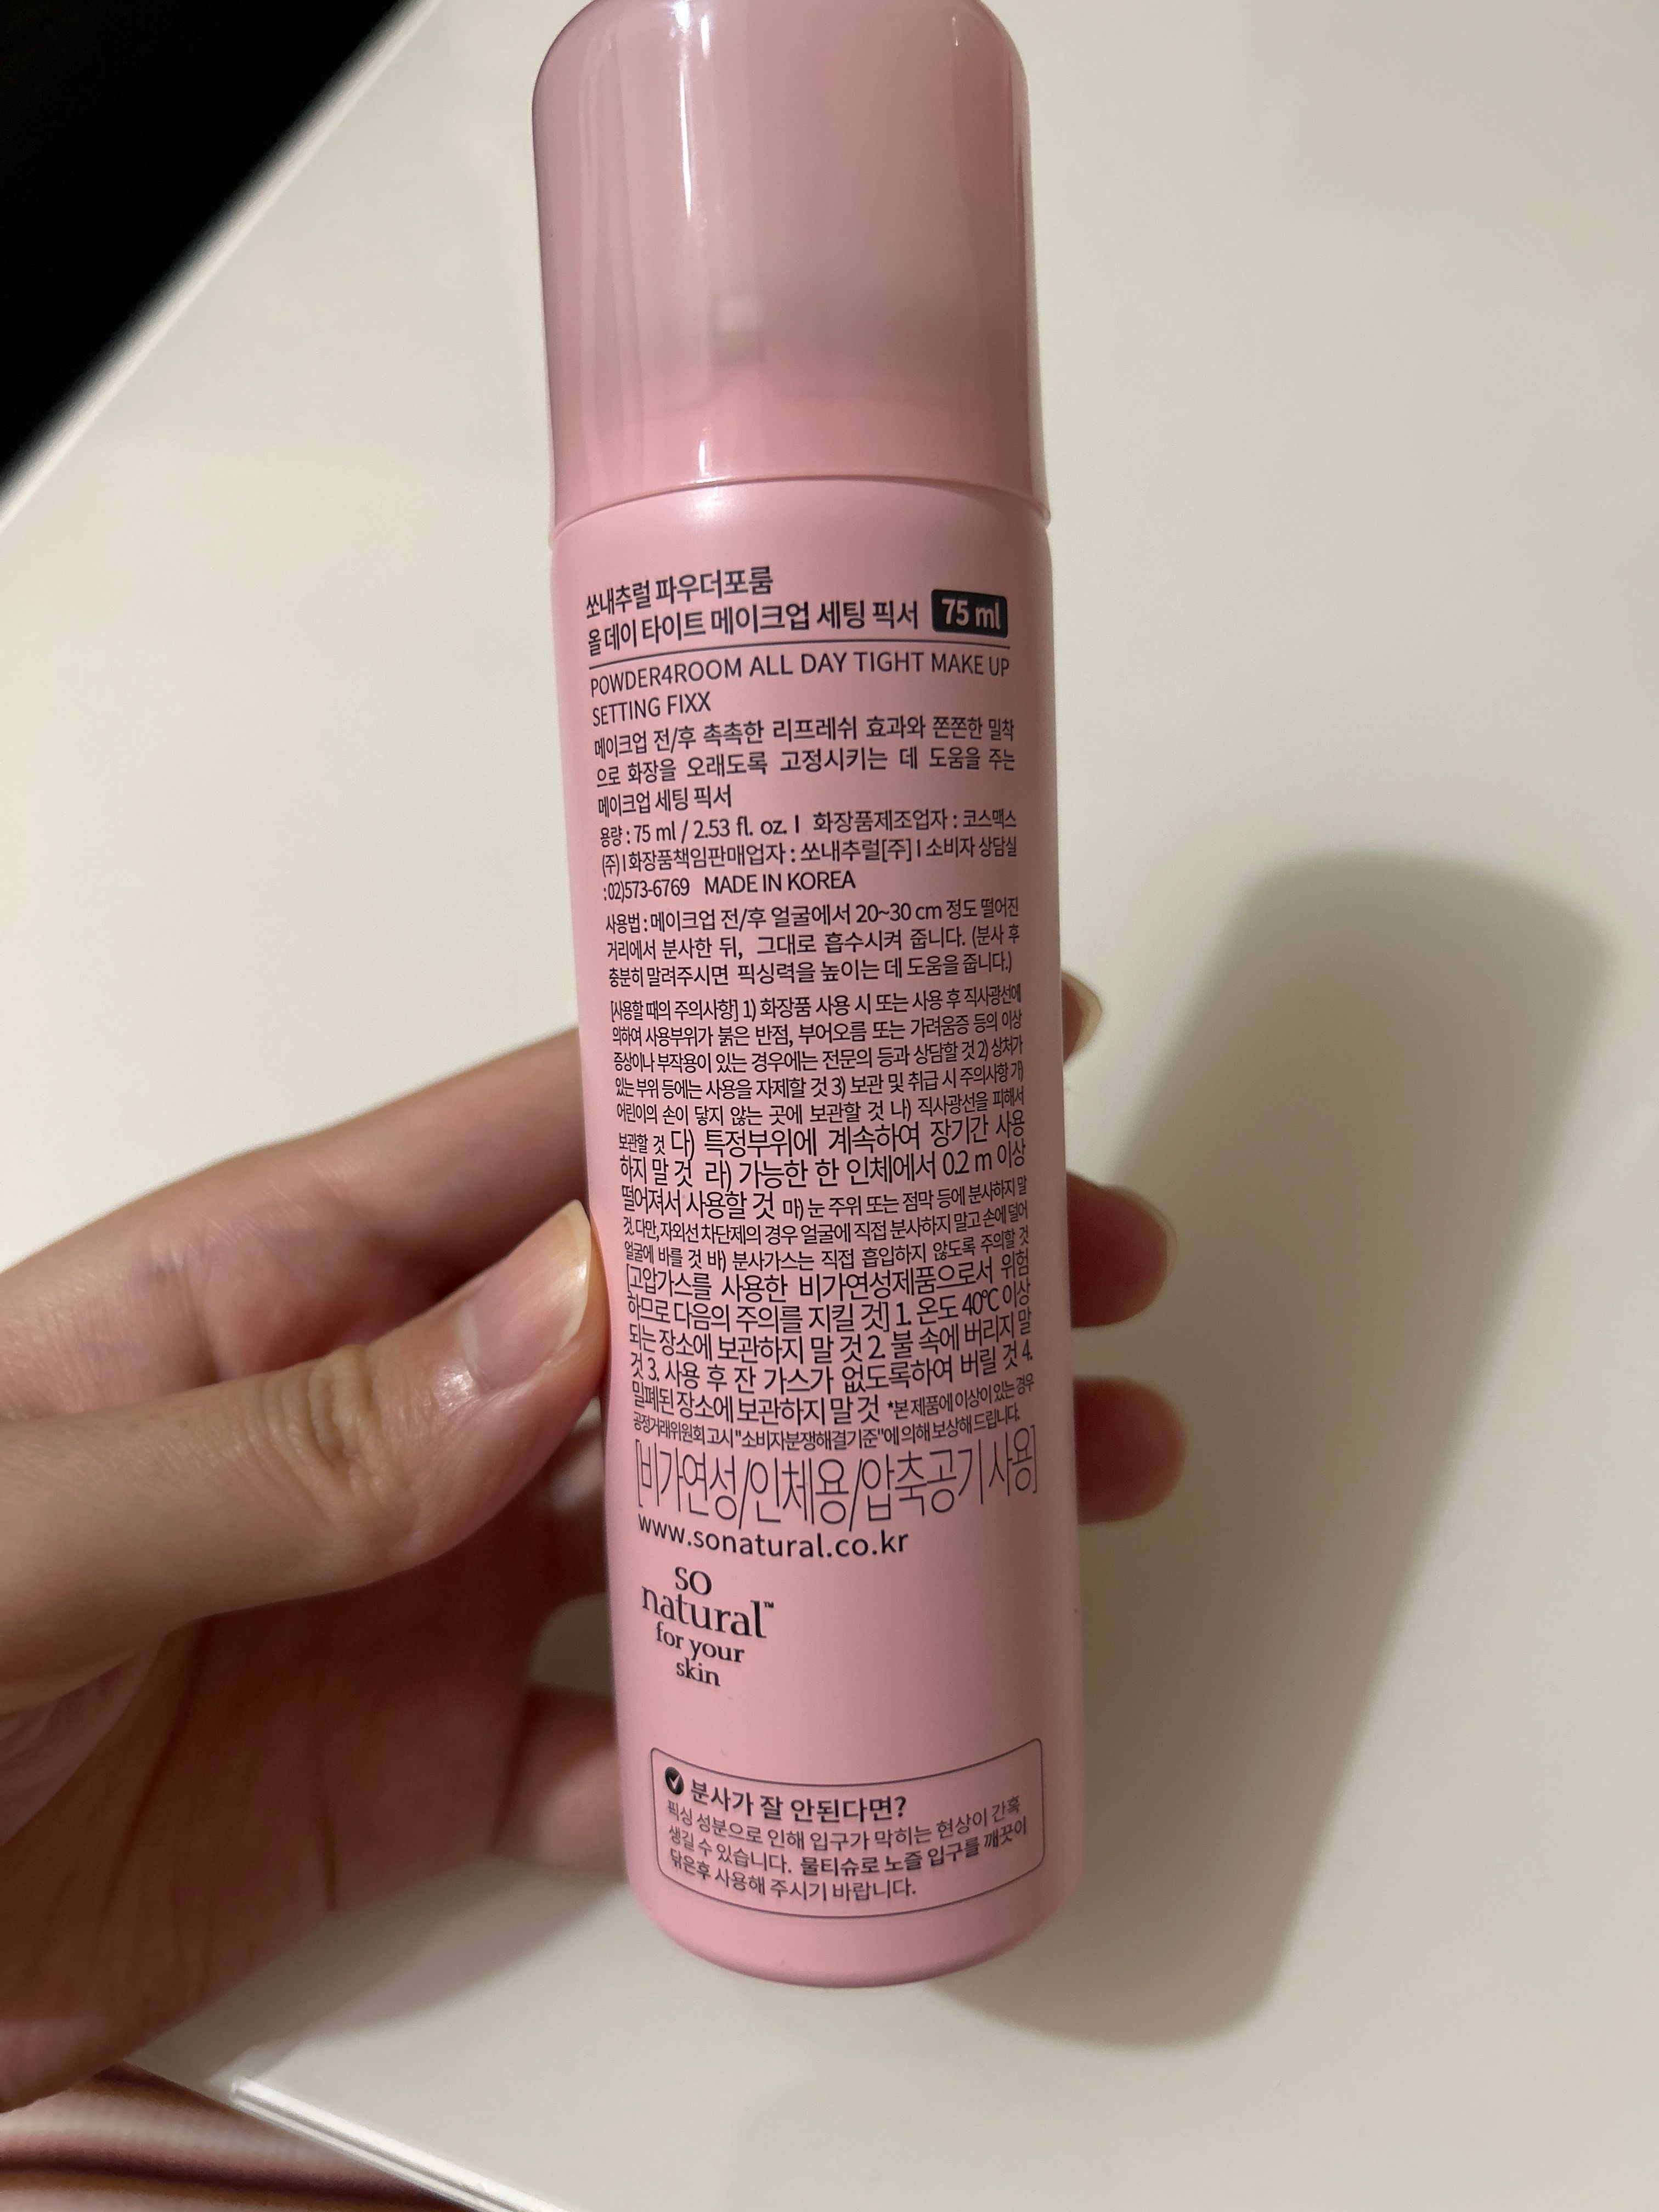 쏘내추럴 파우더포룸
올 데이 타이트 메이크업 세팅 픽서 75 ml
POWDER4ROOM ALL DAY TIGHT MAKE UP
SETTING FIXX
메이크업 전/후 촉촉한 리프레쉬 효과와 쫀쫀한 밀착
으로 화장을 오래도록 고정시키는 데 도움을 주는
메이크업 세팅 픽서
용량 : 75 ml / 2.53 fl. oz. I 화장품제조업자 : 코스맥스
(주) I 화장품책임판매업자 : 쏘내추럴[주] I 소비자 상담실
: 02)573-6769 MADE IN KOREA
사용법 : 메이크업 전/후 얼굴에서 20~30 cm 정도 떨어진
거리에서 분사한 뒤, 그대로 흡수시켜 줍니다. (분사 후
충분히 말려주시면 픽싱력을 높이는 데 도움을 줍니다.)
[사용할 때의 주의사항] 1) 화장품 사용 시 또는 사용 후 직사광선에
의하여 사용부위가 붉은 반점, 부어오름 또는 가려움증 등의 이상
증상이나 부작용이 있는 경우에는 전문의 등과 상담할 것 2) 상처가
있는 부위 등에는 사용을 자제할 것 3) 보관 및 취급 시 주의사항 가)
어린이의 손이 닿지 않는 곳에 보관할 것 나) 직사광선을 피해서
보관할 것 다) 특정부위에 계속하여 장기간 사용
하지 말 것 라) 가능한 한 인체에서 0.2 m 이상
떨어져서 사용할 것 마) 눈 주위 또는 점막 등에 분사하지 말
것. 다만, 자외선 차단제의 경우 얼굴에 직접 분사하지 말고 손에 덜어
얼굴에 바를 것 바) 분사가스는 직접 흡입하지 않도록 주의할 것
[고압가스를 사용한 비가연성제품으로서 위험
하므로 다음의 주의를 지킬 것] 1. 온도 40℃ 이상
되는 장소에 보관하지 말 것 2. 불 속에 버리지 말
것 3. 사용 후 잔 가스가 없도록하여 버릴 것 4.
밀폐된 장소에 보관하지 말 것 *본 제품에 이상이 있는 경우
공정거래위원회 고시 "소비자분쟁해결기준"에 의해 보상해 드립니다.
[비가연성/인체용/압축공기 사용]
www.sonatural.co.kr
so
natural™
for your
skin
분사가 잘 안된다면?
픽싱 성분으로 인해 입구가 막히는 현상이 간혹
생길 수 있습니다. 물티슈로 노즐 입구를 깨끗이
닦은후 사용해 주시기 바랍니다.